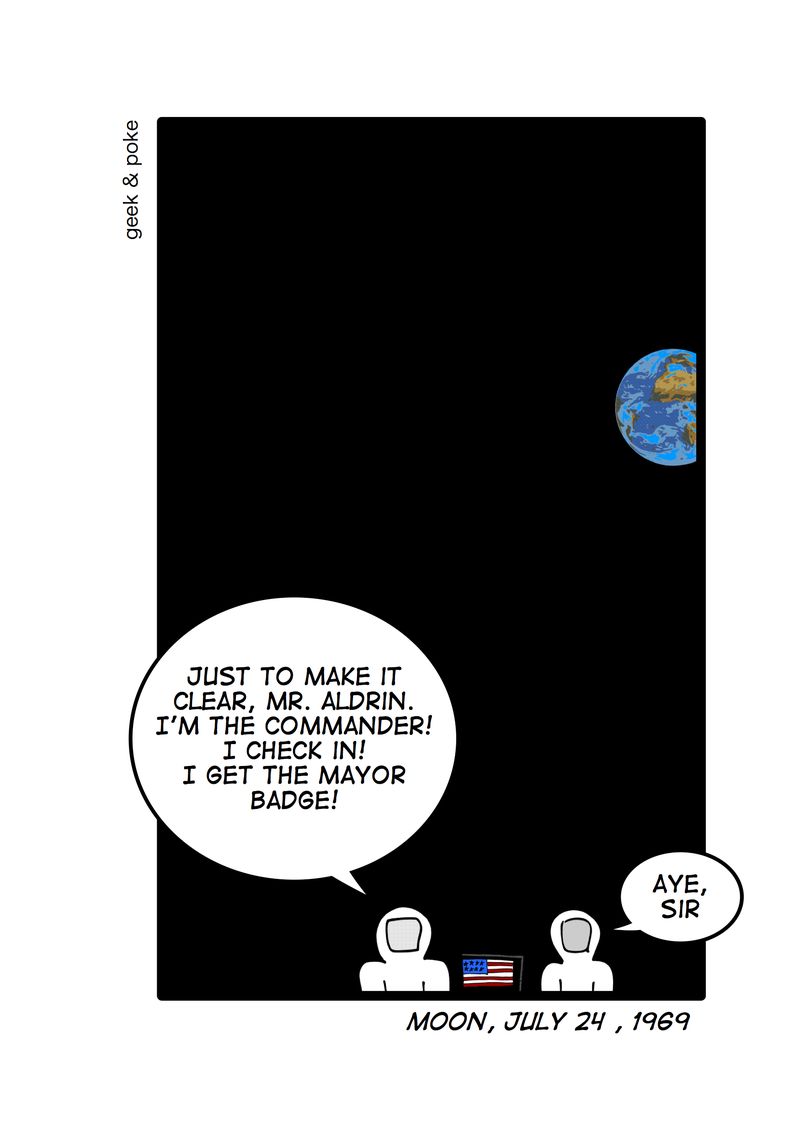 geek & poke
JUST TO MAKE IT
CLEAR, MR. ALDRIN.
I'M THE COMMANDER!
I CHECK IN!
I GET THE MAYOR
BADGE!
AYE,
SIR
MOON, JULY 24 , 1969